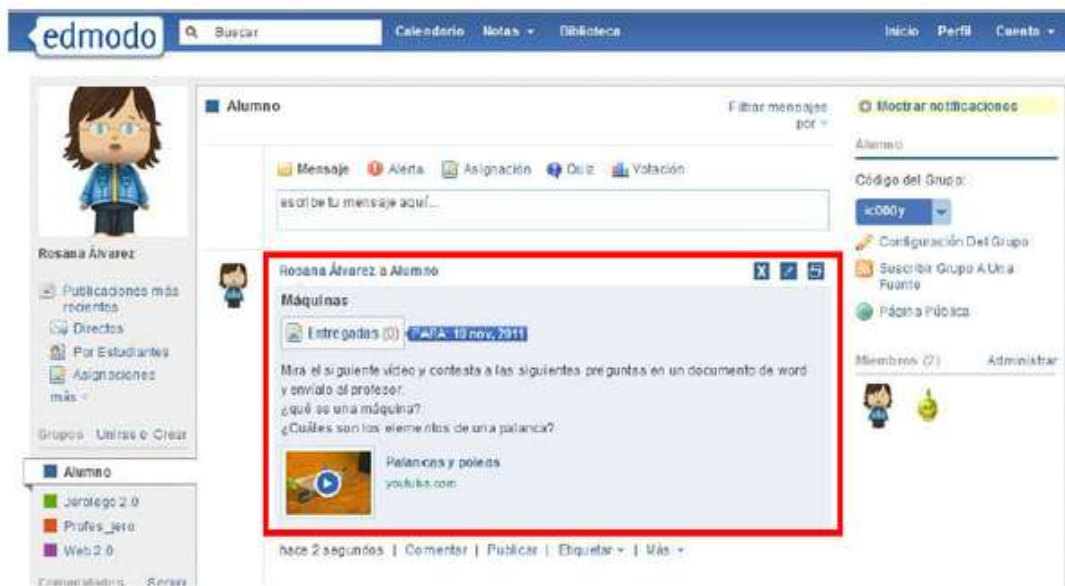 edmodo
Buscar
Calendario
Notas
Biblioteca
Inicio
Perfil
Cuenta
Alumno
Filtrar mensajes
por
Mensaje
Alerta
Asignación
Quiz
Votación
escribe tu mensaje aquí...
Rosana Álvarez
Publicaciones más
recientes
Directos
Por Estudiantes
Asignaciones
más
Grupos Unirse o Crear
Alumno
Jerolego 2.0
Profes_jero
Web 2.0
Comunidades Seguir
Rosana Álvarez a Alumno
Máquinas
Entregadas (0)
PARA: 10 nov, 2011
Mira el siguiente vídeo y contesta a las siguientes preguntas en un documento de word
y envíalo al profesor.
¿qué es una máquina?
¿Cuáles son los elementos de una palanca?
Palancas y poleas
youtube.com
hace 2 segundos | Comentar | Publicar | Etiquetar | Más
Mostrar notificaciones
Alumno
Código del Grupo:
ic000y
Configuración Del Grupo
Suscribir Grupo A Una
Fuente
Página Pública
Miembros (2) Administrar